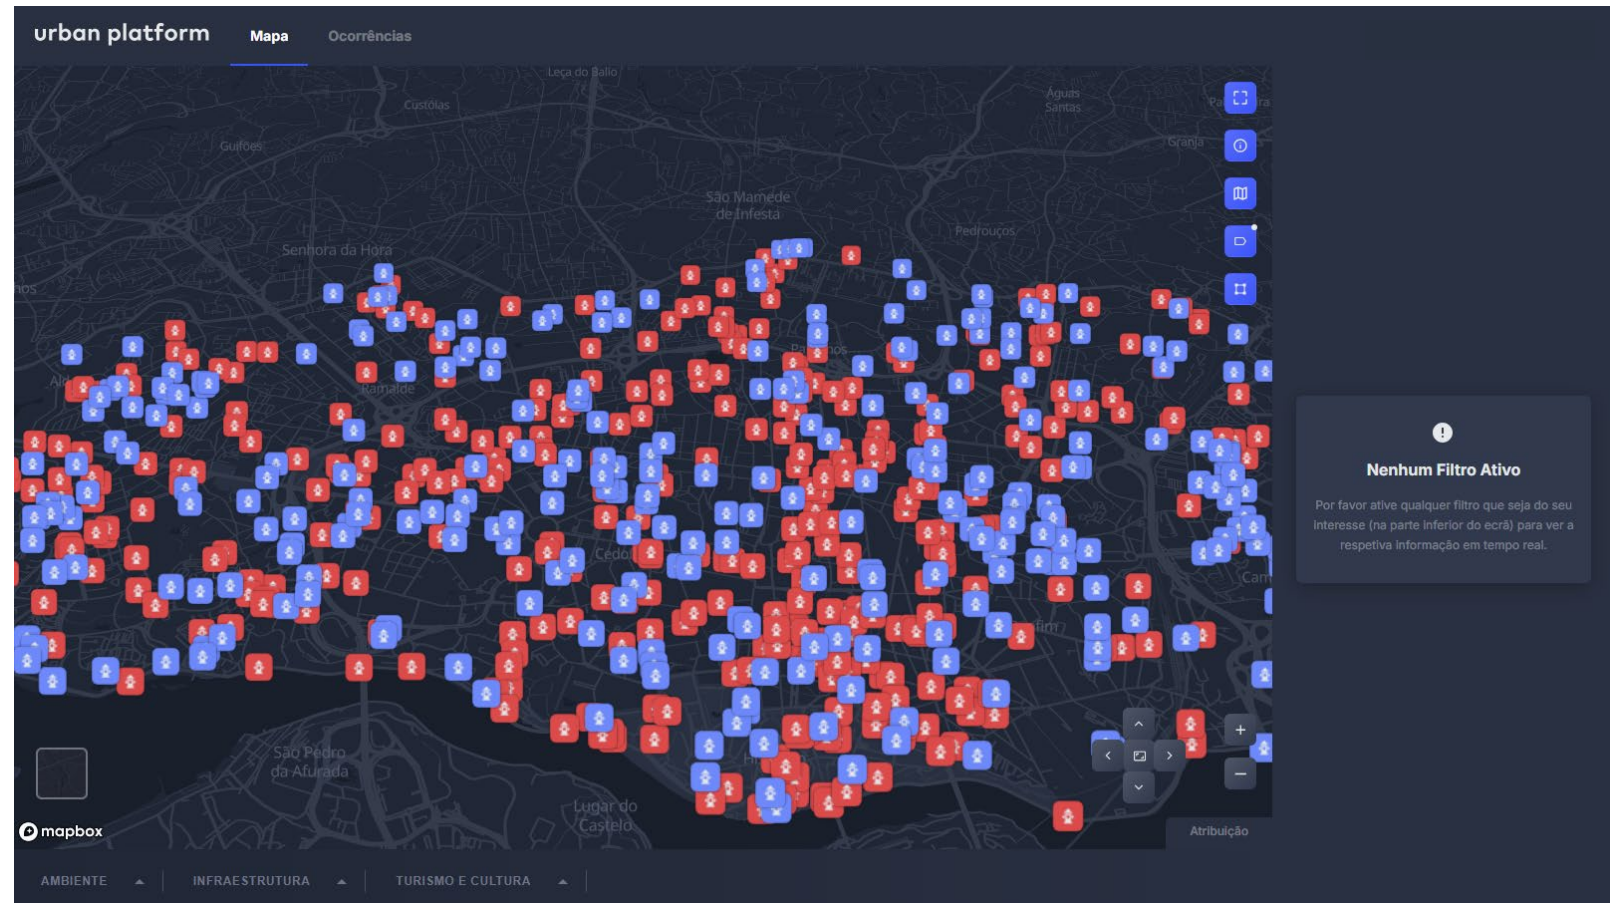 urban platform
Mapa
Ocorrências
Leça do Balio
Custóias
Águas
Santas
Guifões
Granja
São Mamede
de Infesta
Pedrouços
Senhora da Hora
Ramalde
São Pedro
da Afurada
Lugar do
Castelo
mapbox
Atribuição
Nenhum Filtro Ativo
Por favor ative qualquer filtro que seja do seu
interesse (na parte inferior do ecrã) para ver a
respetiva informação em tempo real.
AMBIENTE
INFRAESTRUTURA
TURISMO E CULTURA